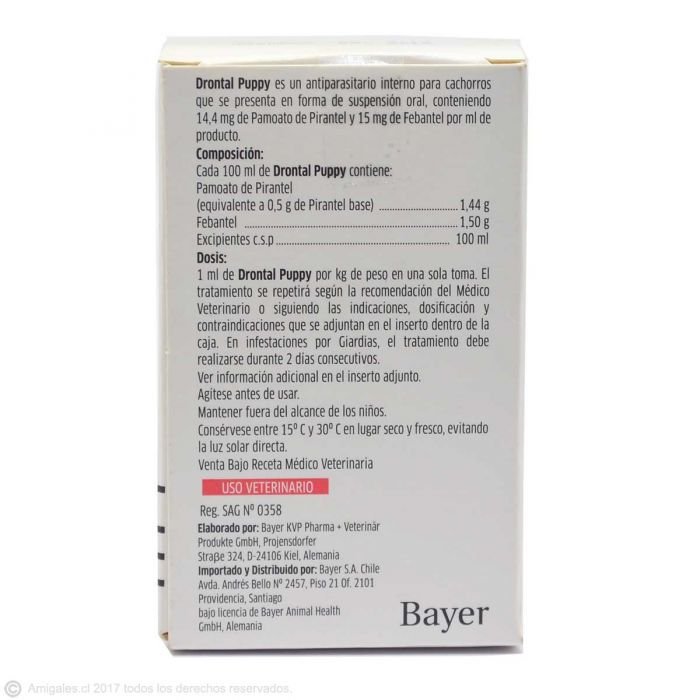 Drontal Puppy es un antiparasitario interno para cachorros
que se presenta en forma de suspensión oral, conteniendo
14,4 mg de Pamoato de Pirantel y 15 mg de Febantel por ml de
producto.
Composición:
Cada 100 ml de Drontal Puppy contiene:
Pamoato de Pirantel
(equivalente a 0,5 g de Pirantel base) ........................ 1,44 g
Febantel ................................................................ 1,50 g
Excipientes c.s.p ...................................................... 100 ml
Dosis:
1 ml de Drontal Puppy por kg de peso en una sola toma. El
tratamiento se repetirá según la recomendación del Médico
Veterinario o siguiendo las indicaciones, dosificación y
contraindicaciones que se adjuntan en el inserto dentro de la
caja. En infestaciones por Giardias, el tratamiento debe
realizarse durante 2 días consecutivos.
Ver información adicional en el inserto adjunto.
Agítese antes de usar.
Mantener fuera del alcance de los niños.
Consérvese entre 15º C y 30º C en lugar seco y fresco, evitando
la luz solar directa.
Venta Bajo Receta Médico Veterinaria
USO VETERINARIO
Reg. SAG Nº 0358
Elaborado por: Bayer KVP Pharma + Veterinär
Produkte GmbH, Projensdorfer
Straβe 324, D-24106 Kiel, Alemania
Importado y Distribuido por: Bayer S.A. Chile
Avda. Andrés Bello Nº 2457, Piso 21 Of. 2101
Providencia, Santiago
bajo licencia de Bayer Animal Health
GmbH, Alemania
Bayer
© Amigales.cl 2017 todos los derechos reservados.